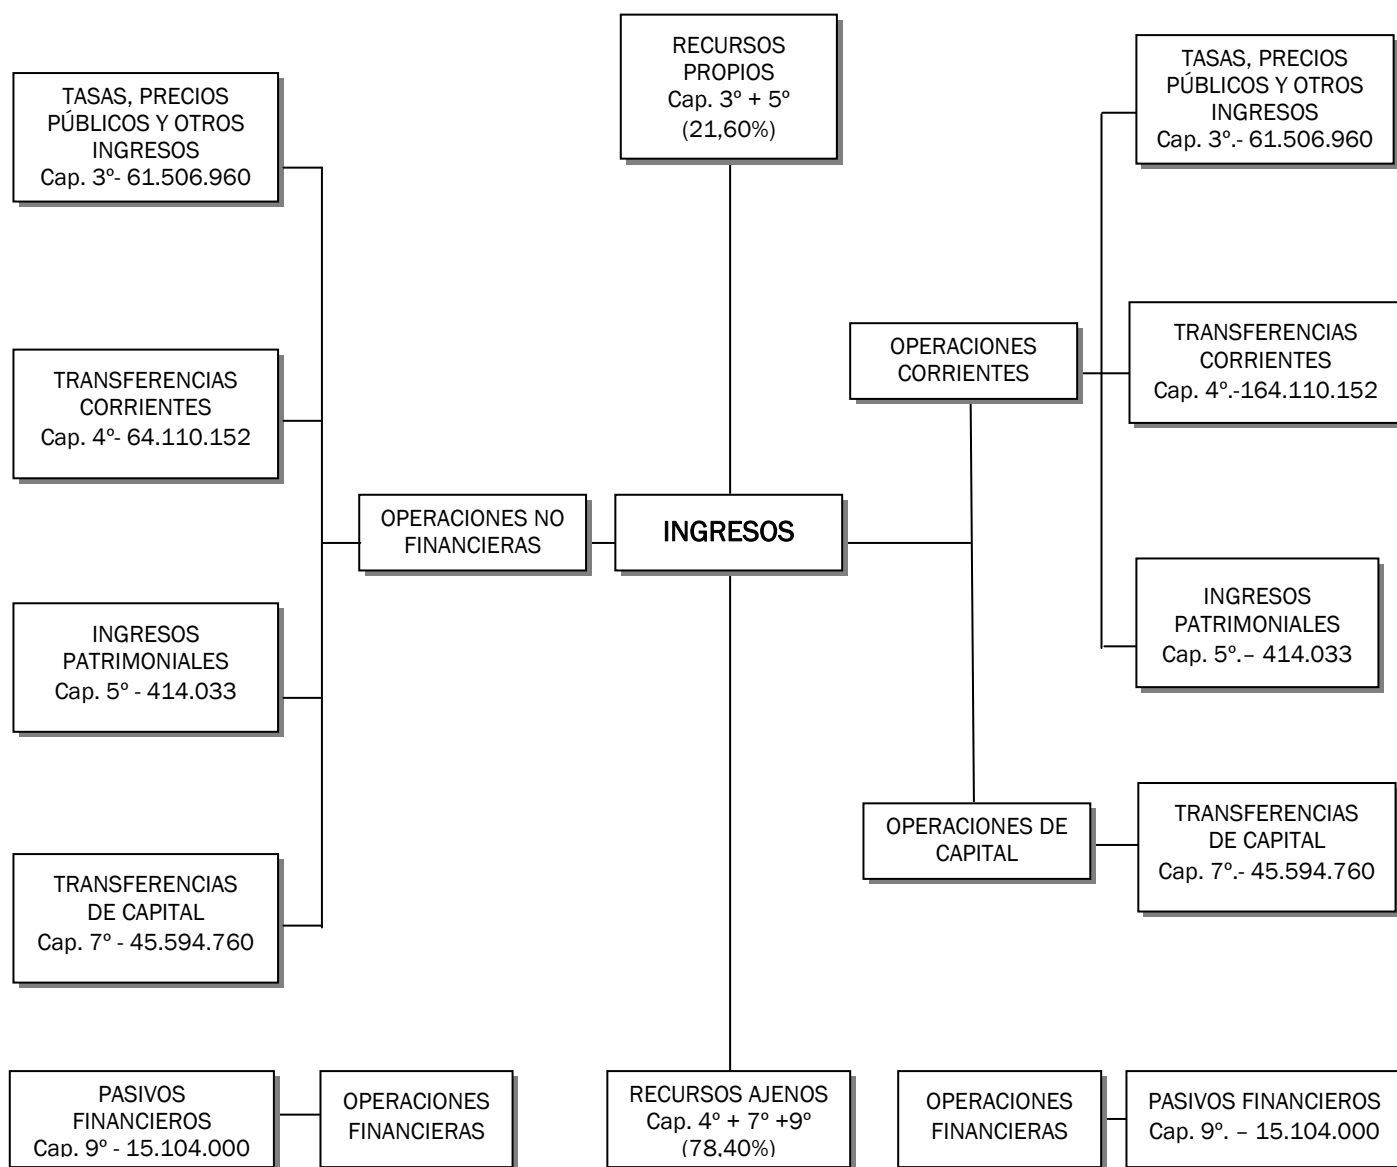 RECURSOS
PROPIOS
Cap. 3º + 5º
(21,60%)
TASAS, PRECIOS
PÚBLICOS Y OTROS
INGRESOS
Cap. 3º- 61.506.960
TRANSFERENCIAS
CORRIENTES
Cap. 4º- 64.110.152
INGRESOS
PATRIMONIALES
Cap. 5º - 414.033
TRANSFERENCIAS
DE CAPITAL
Cap. 7º - 45.594.760
OPERACIONES NO
FINANCIERAS
INGRESOS
OPERACIONES
CORRIENTES
TASAS, PRECIOS
PÚBLICOS Y OTROS
INGRESOS
Cap. 3º.- 61.506.960
TRANSFERENCIAS
CORRIENTES
Cap. 4º.-164.110.152
INGRESOS
PATRIMONIALES
Cap. 5º.– 414.033
OPERACIONES DE
CAPITAL
TRANSFERENCIAS
DE CAPITAL
Cap. 7º.- 45.594.760
PASIVOS
FINANCIEROS
Cap. 9º - 15.104.000
OPERACIONES
FINANCIERAS
RECURSOS AJENOS
Cap. 4º + 7º +9º
(78,40%)
OPERACIONES
FINANCIERAS
PASIVOS FINANCIEROS
Cap. 9º. – 15.104.000